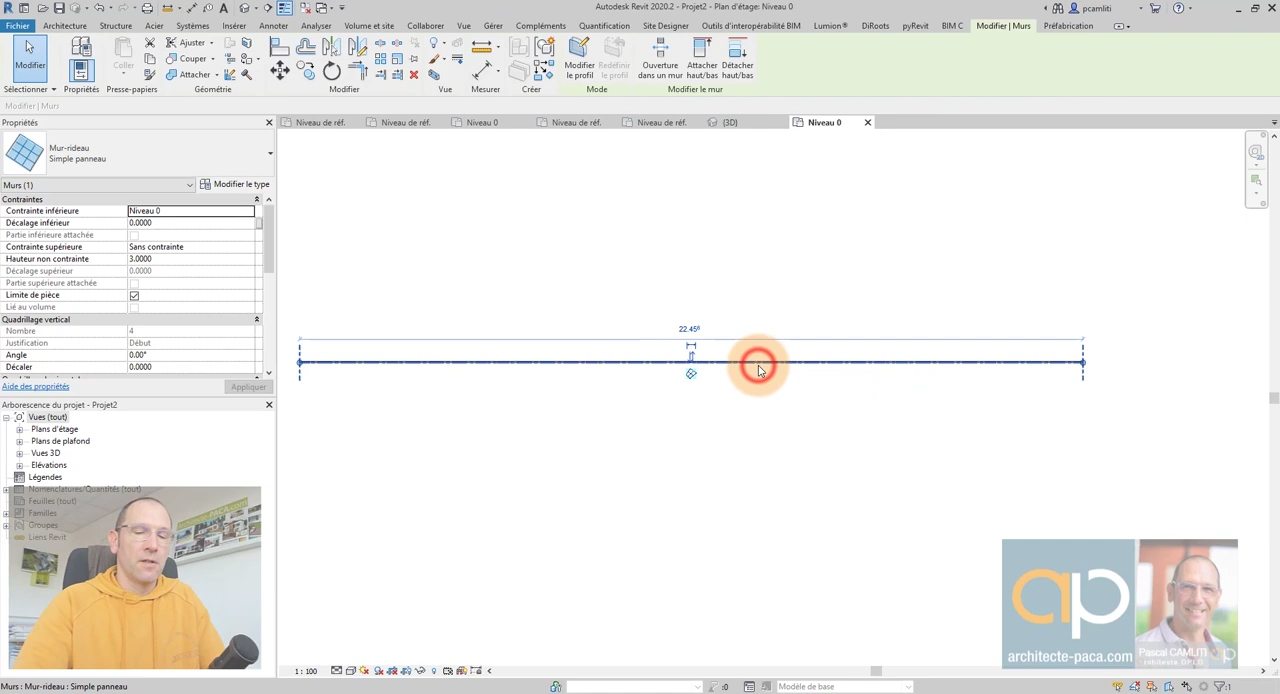 Autodesk Revit 2020.2 - Projet2 - Plan d'étage: Niveau 0
pcamliti
Fichier Architecture Structure Acier Systèmes Insérer Annoter Analyser Volume et site Collaborer Vue Gérer Compléments Quantification Site Designer Outils d'interopérabilité BIM Lumion® DiRoots pyRevit BIM C Modifier | Murs Préfabrication
Modifier
Propriétés
Coller
Ajuster
Couper
Attacher
Modifier le profil
Redéfinir le profil
Ouverture dans un mur
Attacher haut/bas
Détacher haut/bas
Sélectionner Propriétés Presse-papiers Géométrie Modifier Vue Mesurer Créer Mode Modifier le mur
Modifier | Murs
Propriétés
Niveau de réf. Niveau de réf. Niveau 0 Niveau de réf. Niveau de réf. (3D) Niveau 0
Mur-rideau
Simple panneau
Murs (1) Modifier le type
Contraintes
Contrainte inférieure Niveau 0
Décalage inférieur 0.0000
Partie inférieure attachée
Contrainte supérieure Sans contrainte
Hauteur non contrainte 3.0000
Décalage supérieur 0.0000
Partie supérieure attachée
Limite de pièce
Lié au volume
Quadrillage vertical
Nombre 4
Justification Début
Angle 0.00°
Décaler 0.0000
Aide des propriétés Appliquer
22.45⁶
Arborescence du projet - Projet2
Vues (tout)
Plans d'étage
Plans de plafond
Vues 3D
Elévations
Légendes
Nomenclatures/Quantités (tout)
Feuilles (tout)
Familles
Groupes
Liens Revit
ap
architecte-paca.com
Pascal CAMLITI
Architecte DPLG
1 : 100
Murs : Mur-rideau : Simple panneau
:0
Modèle de base
:1